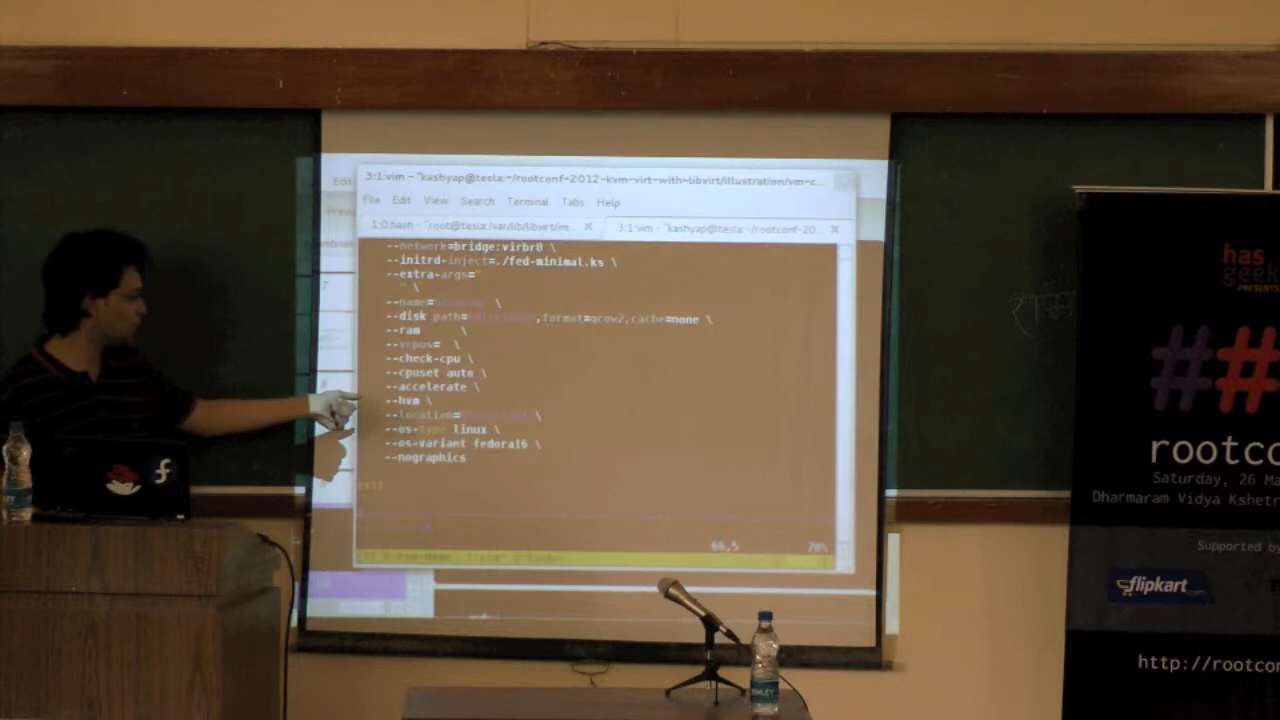 3:1:vim - "kashyap@tesla:~/rootconf-2012-kvm-virt-with-libvirt/illustration/vm-c...
File Edit View Search Terminal Tabs Help
1:0:bash - "root@tesla:/var/lib/libvirt/im...
3:1:vim - "kashyap@tesla:~/rootconf-20...
Edit
--network=bridge:virbr0 \
--initrd-inject=./fed-minimal.ks \
--extra-args="
" \
--name= \
--disk path= ,format=qcow2,cache=none \
--ram \
--vcpus= \
--check-cpu \
--cpuset auto \
--accelerate \
--hvm \
--location= \
--os-type linux \
--os-variant fedora16 \
--nographics
exit
66,5 78%
has
geek
PRESENTS
##
rootco
Saturday, 26 Ma
Dharmaram Vidya Kshetr
Supported by
flipkart
http://rootcon